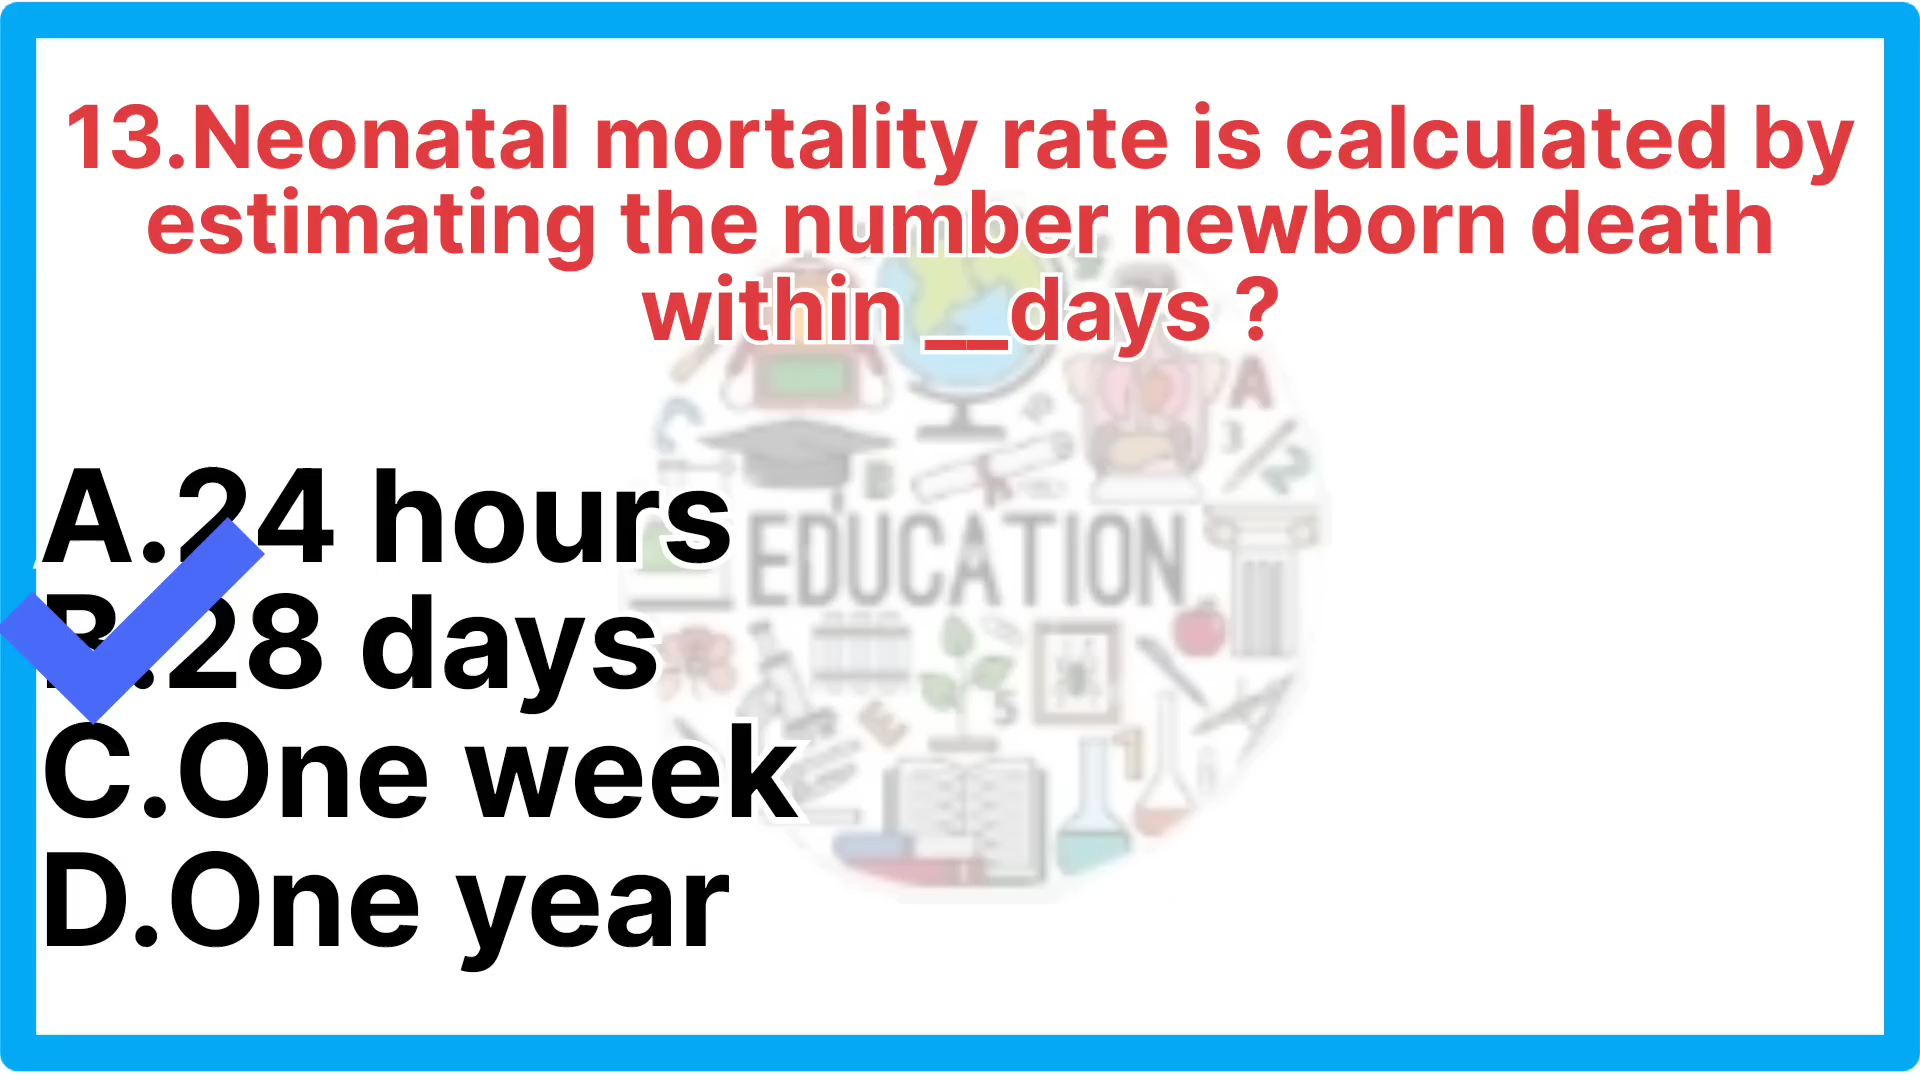 13.Neonatal mortality rate is calculated by
estimating the number newborn death
within __days ?
A.24 hours
B.28 days
C.One week
D.One year
EDUCATION